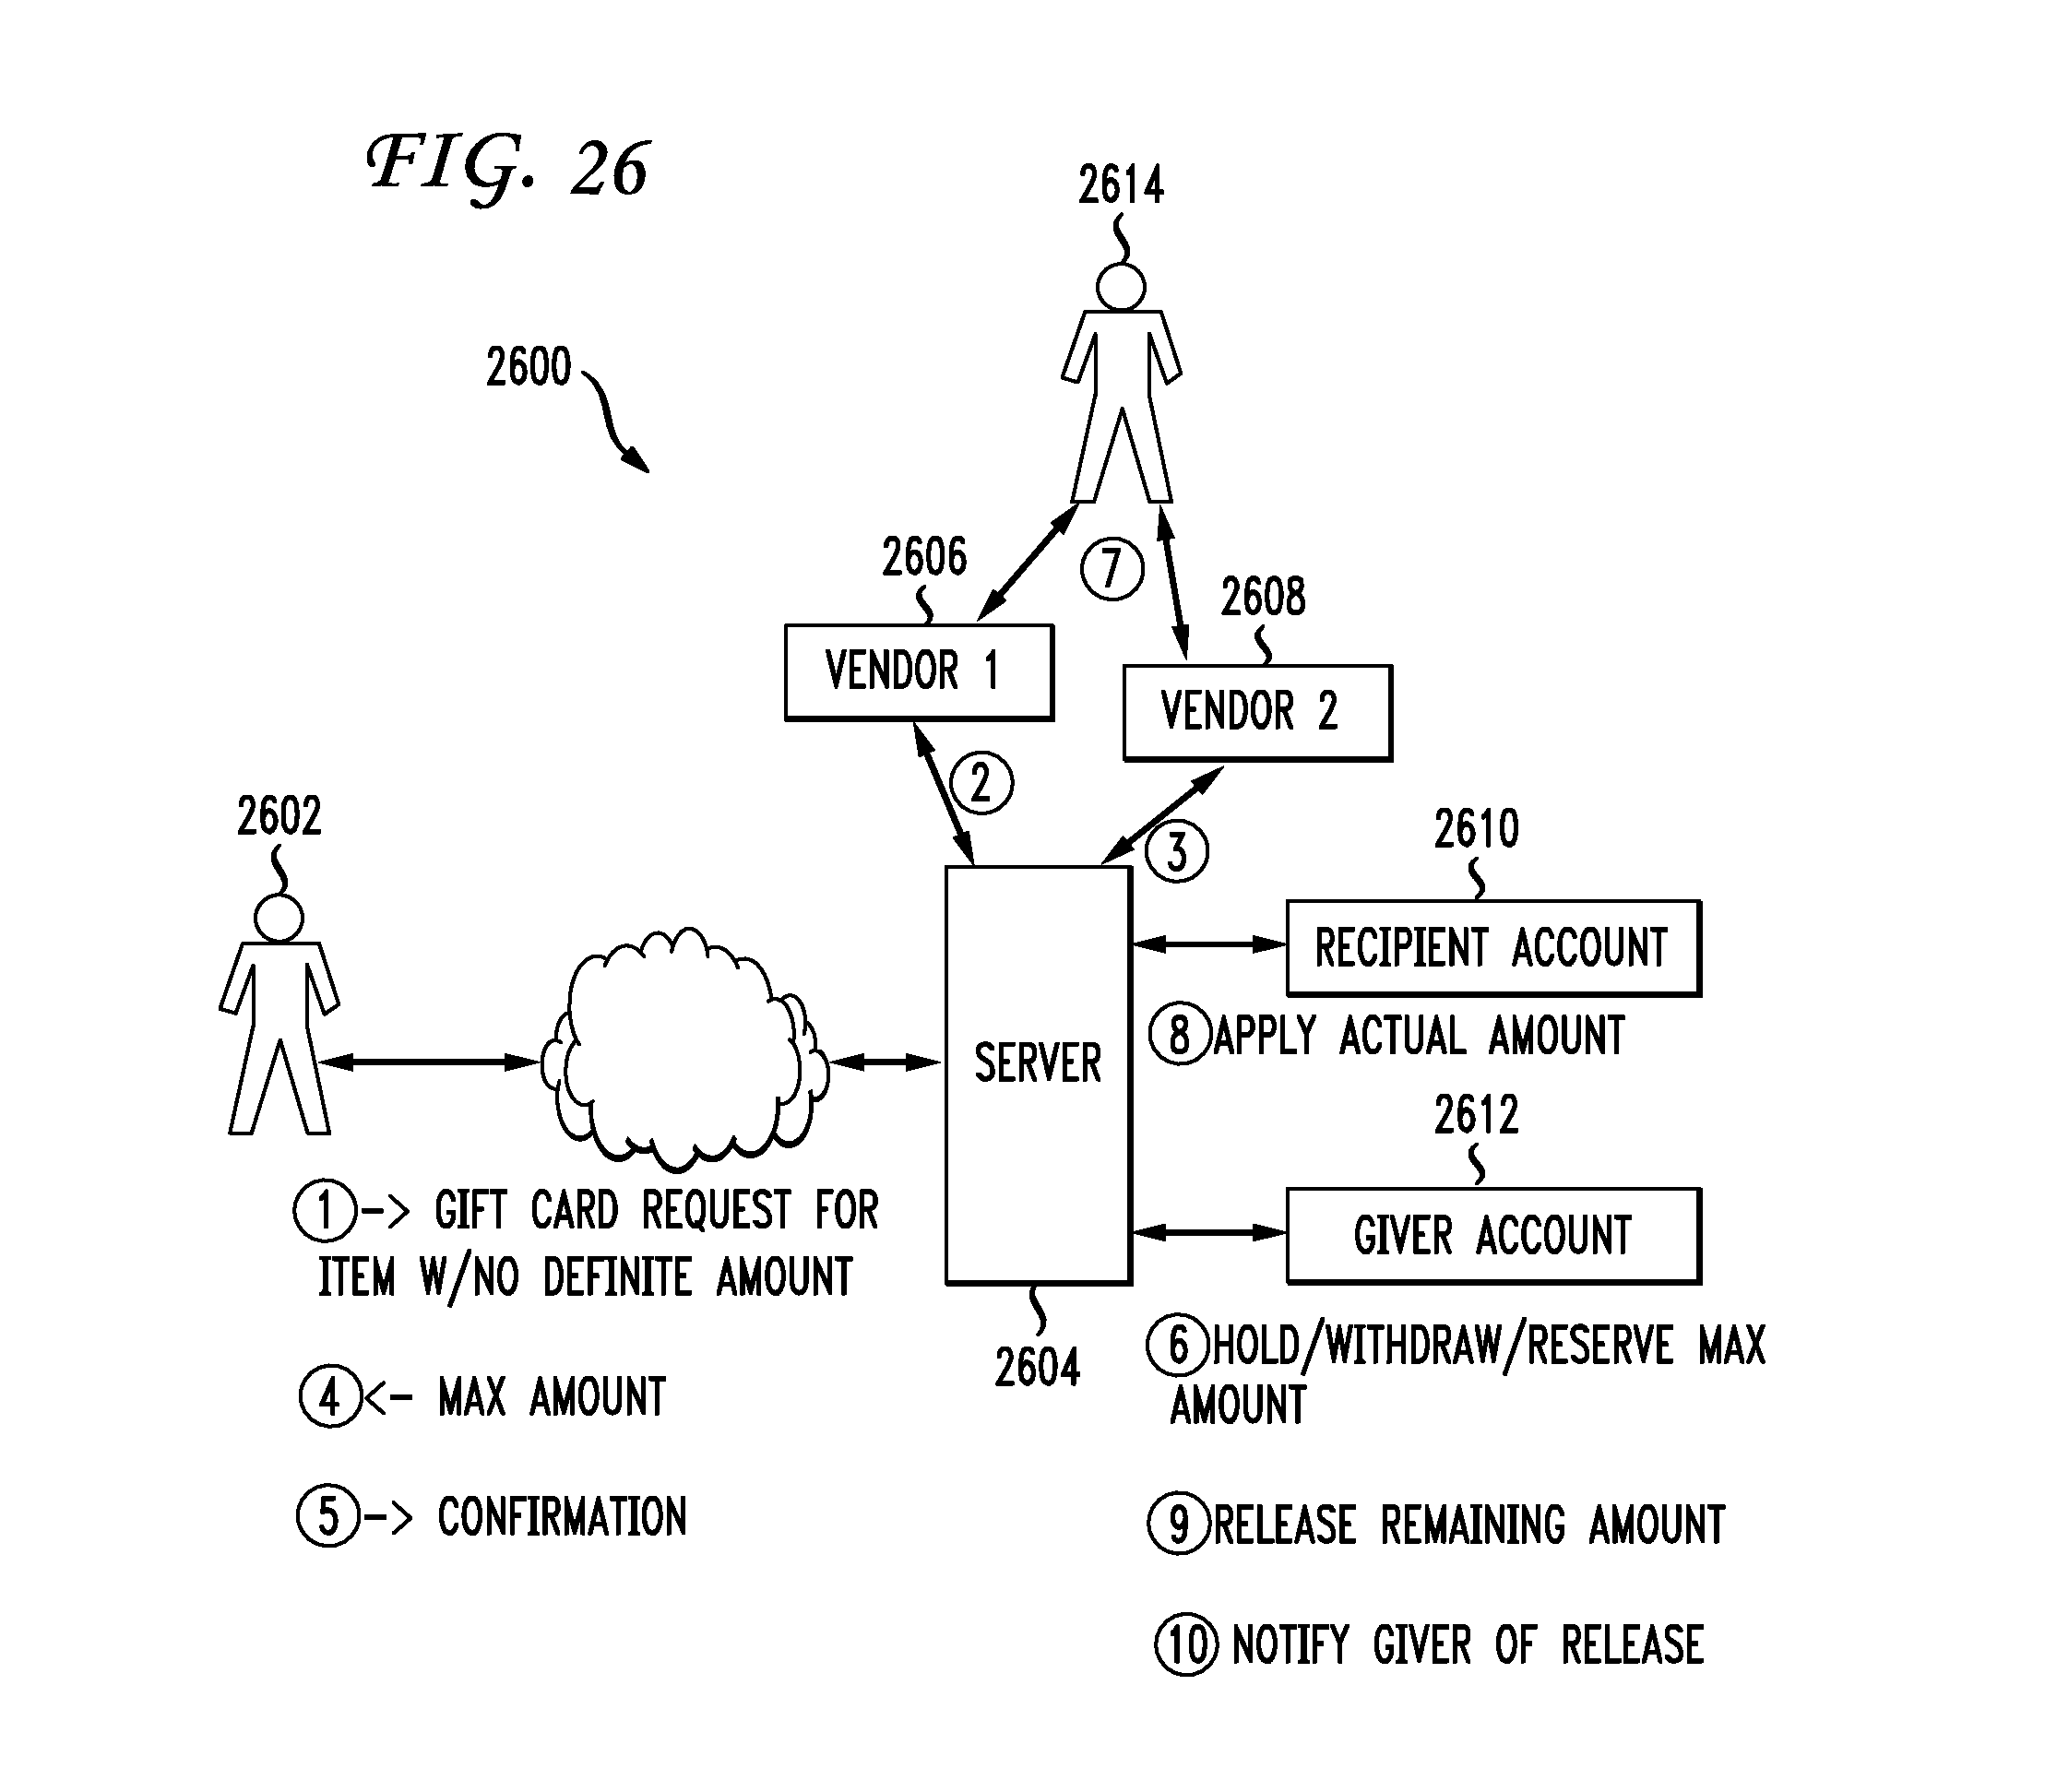 FIG. 26
2614
2600
2606
7
2608
VENDOR 1
VENDOR 2
2
2602
3
2610
RECIPIENT ACCOUNT
SERVER
8 APPLY ACTUAL AMOUNT
2612
GIVER ACCOUNT
2604
1 -> GIFT CARD REQUEST FOR
ITEM W/NO DEFINITE AMOUNT
4 <- MAX AMOUNT
5 -> CONFIRMATION
6 HOLD/WITHDRAW/RESERVE MAX
AMOUNT
9 RELEASE REMAINING AMOUNT
10 NOTIFY GIVER OF RELEASE